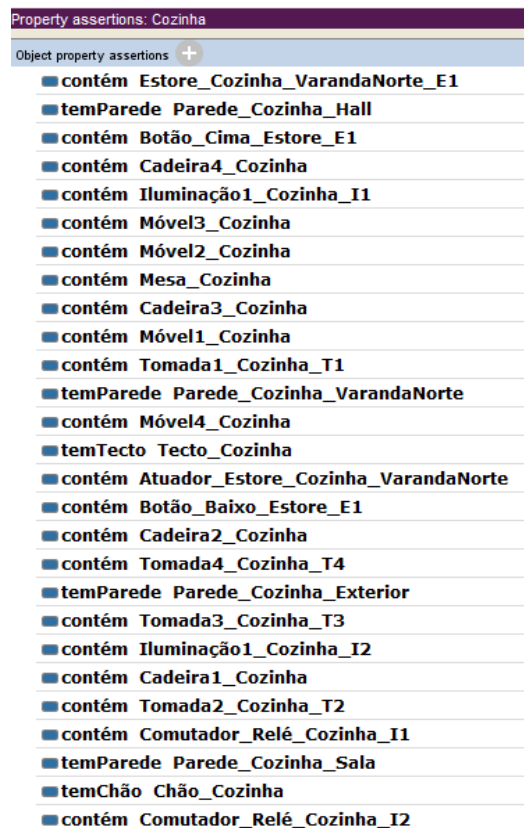 Property assertions: Cozinha
Object property assertions
contém Estore_Cozinha_VarandaNorte_E1
temParede Parede_Cozinha_Hall
contém Botão_Cima_Estore_E1
contém Cadeira4_Cozinha
contém Iluminação1_Cozinha_I1
contém Móvel3_Cozinha
contém Móvel2_Cozinha
contém Mesa_Cozinha
contém Cadeira3_Cozinha
contém Móvel1_Cozinha
contém Tomada1_Cozinha_T1
temParede Parede_Cozinha_VarandaNorte
contém Móvel4_Cozinha
temTecto Tecto_Cozinha
contém Atuador_Estore_Cozinha_VarandaNorte
contém Botão_Baixo_Estore_E1
contém Cadeira2_Cozinha
contém Tomada4_Cozinha_T4
temParede Parede_Cozinha_Exterior
contém Tomada3_Cozinha_T3
contém Iluminação1_Cozinha_I2
contém Cadeira1_Cozinha
contém Tomada2_Cozinha_T2
contém Comutador_Relé_Cozinha_I1
temParede Parede_Cozinha_Sala
temChão Chão_Cozinha
contém Comutador_Relé_Cozinha_I2